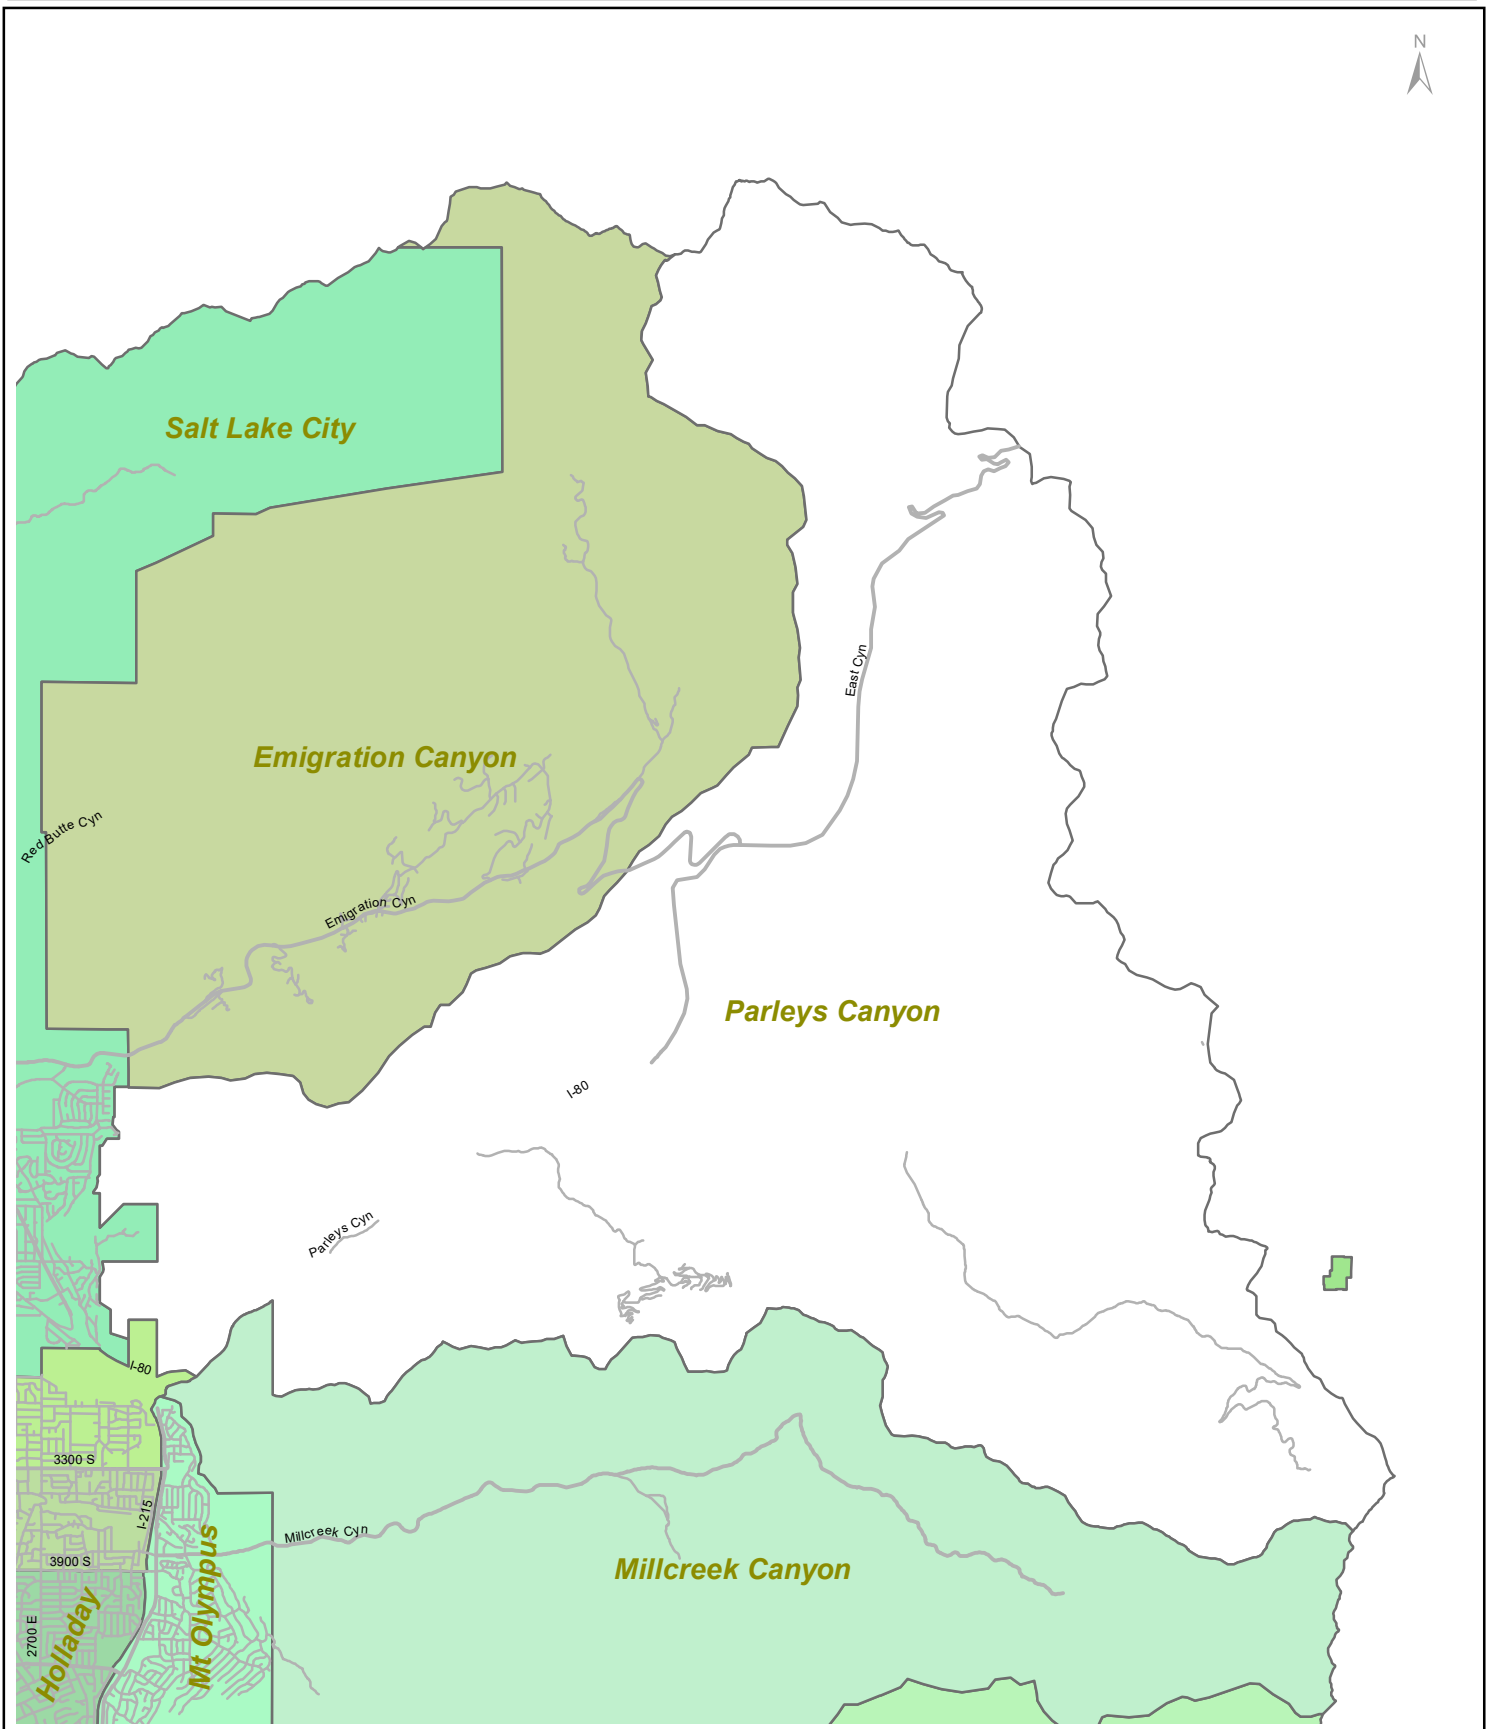 N
Salt Lake City
East Cyn
Emigration Canyon
Red Butte Cyn
Emigration Cyn
Parleys Canyon
I-80
Parleys Cyn
I-80
3300 S
I-215
Millcreek Cyn
3900 S
Millcreek Canyon
2700 E
Holladay
Mt Olympus